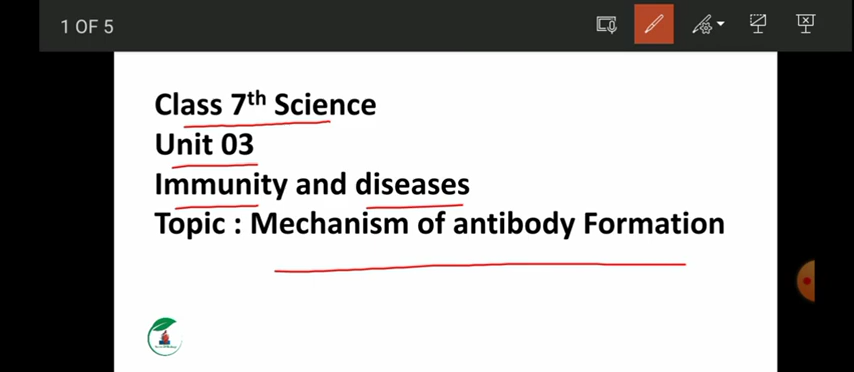 1 OF 5
Class 7th Science
Unit 03
Immunity and diseases
Topic : Mechanism of antibody Formation